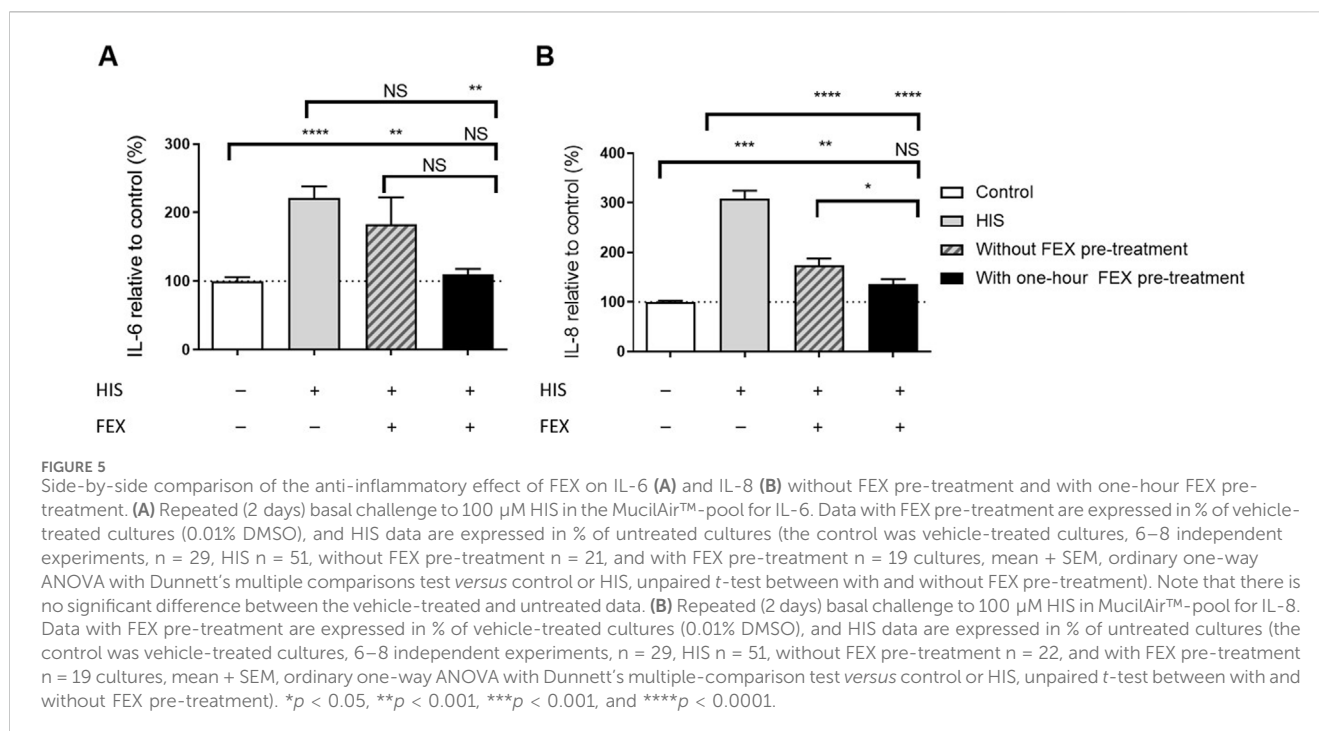 A
NS **
**** ** NS
NS
IL-6 relative to control (%)
300
200
100
0
HIS – + + +
FEX – – + +
B
**** ****
*** ** NS
*
IL-8 relative to control (%)
400
300
200
100
0
– + + +
– – + +
Control
HIS
Without FEX pre-treatment
With one-hour FEX pre-treatment
FIGURE 5
Side-by-side comparison of the anti-inflammatory effect of FEX on IL-6 (A) and IL-8 (B) without FEX pre-treatment and with one-hour FEX pre-
treatment. (A) Repeated (2 days) basal challenge to 100 µM HIS in the MucilAir™-pool for IL-6. Data with FEX pre-treatment are expressed in % of vehicle-
treated cultures (0.01% DMSO), and HIS data are expressed in % of untreated cultures (the control was vehicle-treated cultures, 6–8 independent
experiments, n = 29, HIS n = 51, without FEX pre-treatment n = 21, and with FEX pre-treatment n = 19 cultures, mean + SEM, ordinary one-way
ANOVA with Dunnett's multiple comparisons test versus control or HIS, unpaired t-test between with and without FEX pre-treatment). Note that there is
no significant difference between the vehicle-treated and untreated data. (B) Repeated (2 days) basal challenge to 100 µM HIS in MucilAir™-pool for IL-8.
Data with FEX pre-treatment are expressed in % of vehicle-treated cultures (0.01% DMSO), and HIS data are expressed in % of untreated cultures (the
control was vehicle-treated cultures, 6–8 independent experiments, n = 29, HIS n = 51, without FEX pre-treatment n = 22, and with FEX pre-treatment
n = 19 cultures, mean + SEM, ordinary one-way ANOVA with Dunnett's multiple-comparison test versus control or HIS, unpaired t-test between with and
without FEX pre-treatment). *p < 0.05, **p < 0.001, ***p < 0.001, and ****p < 0.0001.